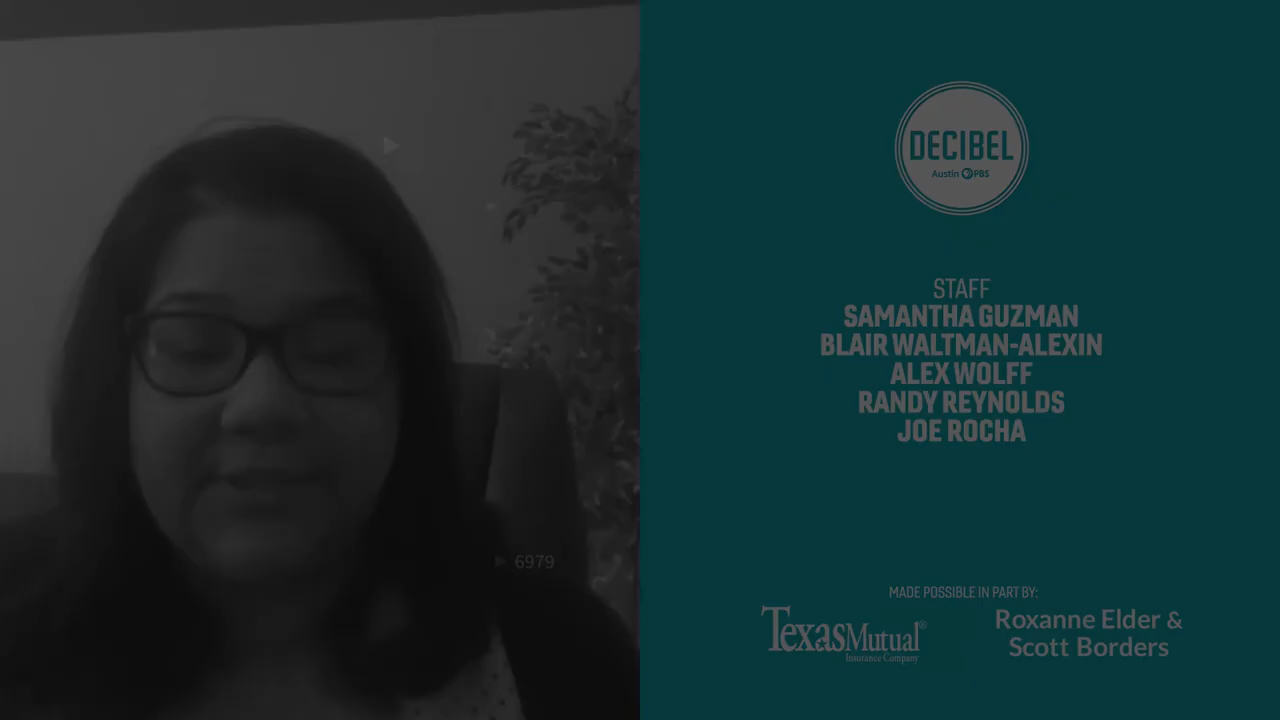 DECIBEL
Austin PBS
STAFF
SAMANTHA GUZMAN
BLAIR WALTMAN-ALEXIN
ALEX WOLFF
RANDY REYNOLDS
JOE ROCHA
6979
MADE POSSIBLE IN PART BY:
TexasMutual®
Insurance Company
Roxanne Elder &
Scott Borders